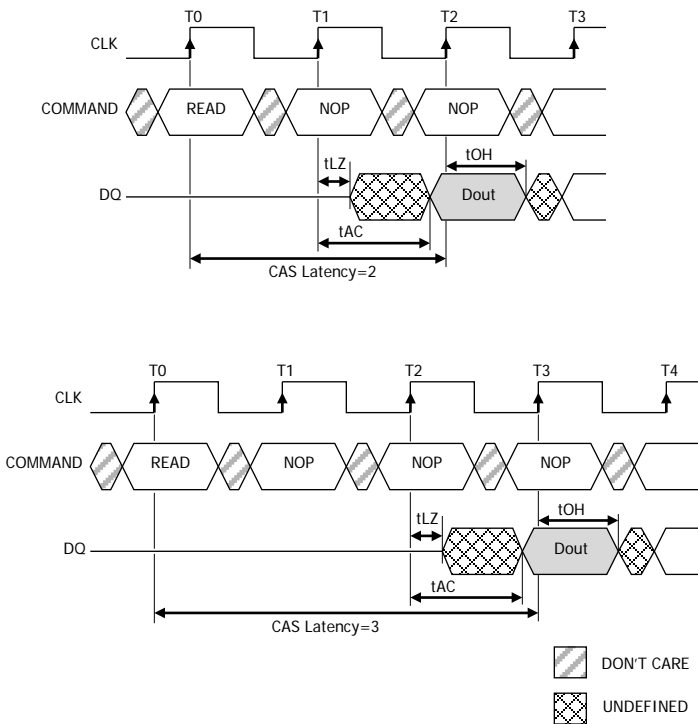 T0 T1 T2 T3
CLK
COMMAND READ NOP NOP
tLZ tOH
DQ Dout
tAC
CAS Latency=2
T0 T1 T2 T3 T4
CLK
COMMAND READ NOP NOP NOP
tLZ tOH
DQ Dout
tAC
CAS Latency=3
DON'T CARE
UNDEFINED